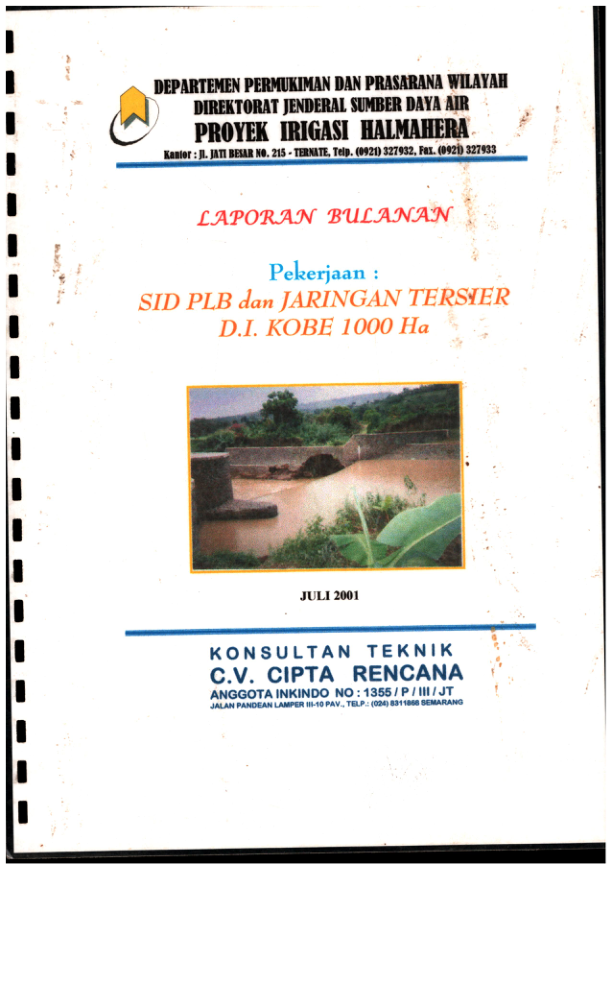 DEPARTEMEN PERMUKIMAN DAN PRASARANA WILAYAH
DIREKTORAT JENDERAL SUMBER DAYA AIR
PROYEK IRIGASI HALMAHERA
Kantor : Jl. JATI BESAR NO. 215 - TERNATE, Telp. (0921) 327932, Fax. (0921) 327933
LAPORAN BULANAN
Pekerjaan :
SID PLB dan JARINGAN TERSIER
D.I. KOBE 1000 Ha
JULI 2001
KONSULTAN TEKNIK
C.V. CIPTA RENCANA
ANGGOTA INKINDO NO : 1355 / P / III / JT
JALAN PANDEAN LAMPER III-10 PAV., TELP.: (024) 8311868 SEMARANG